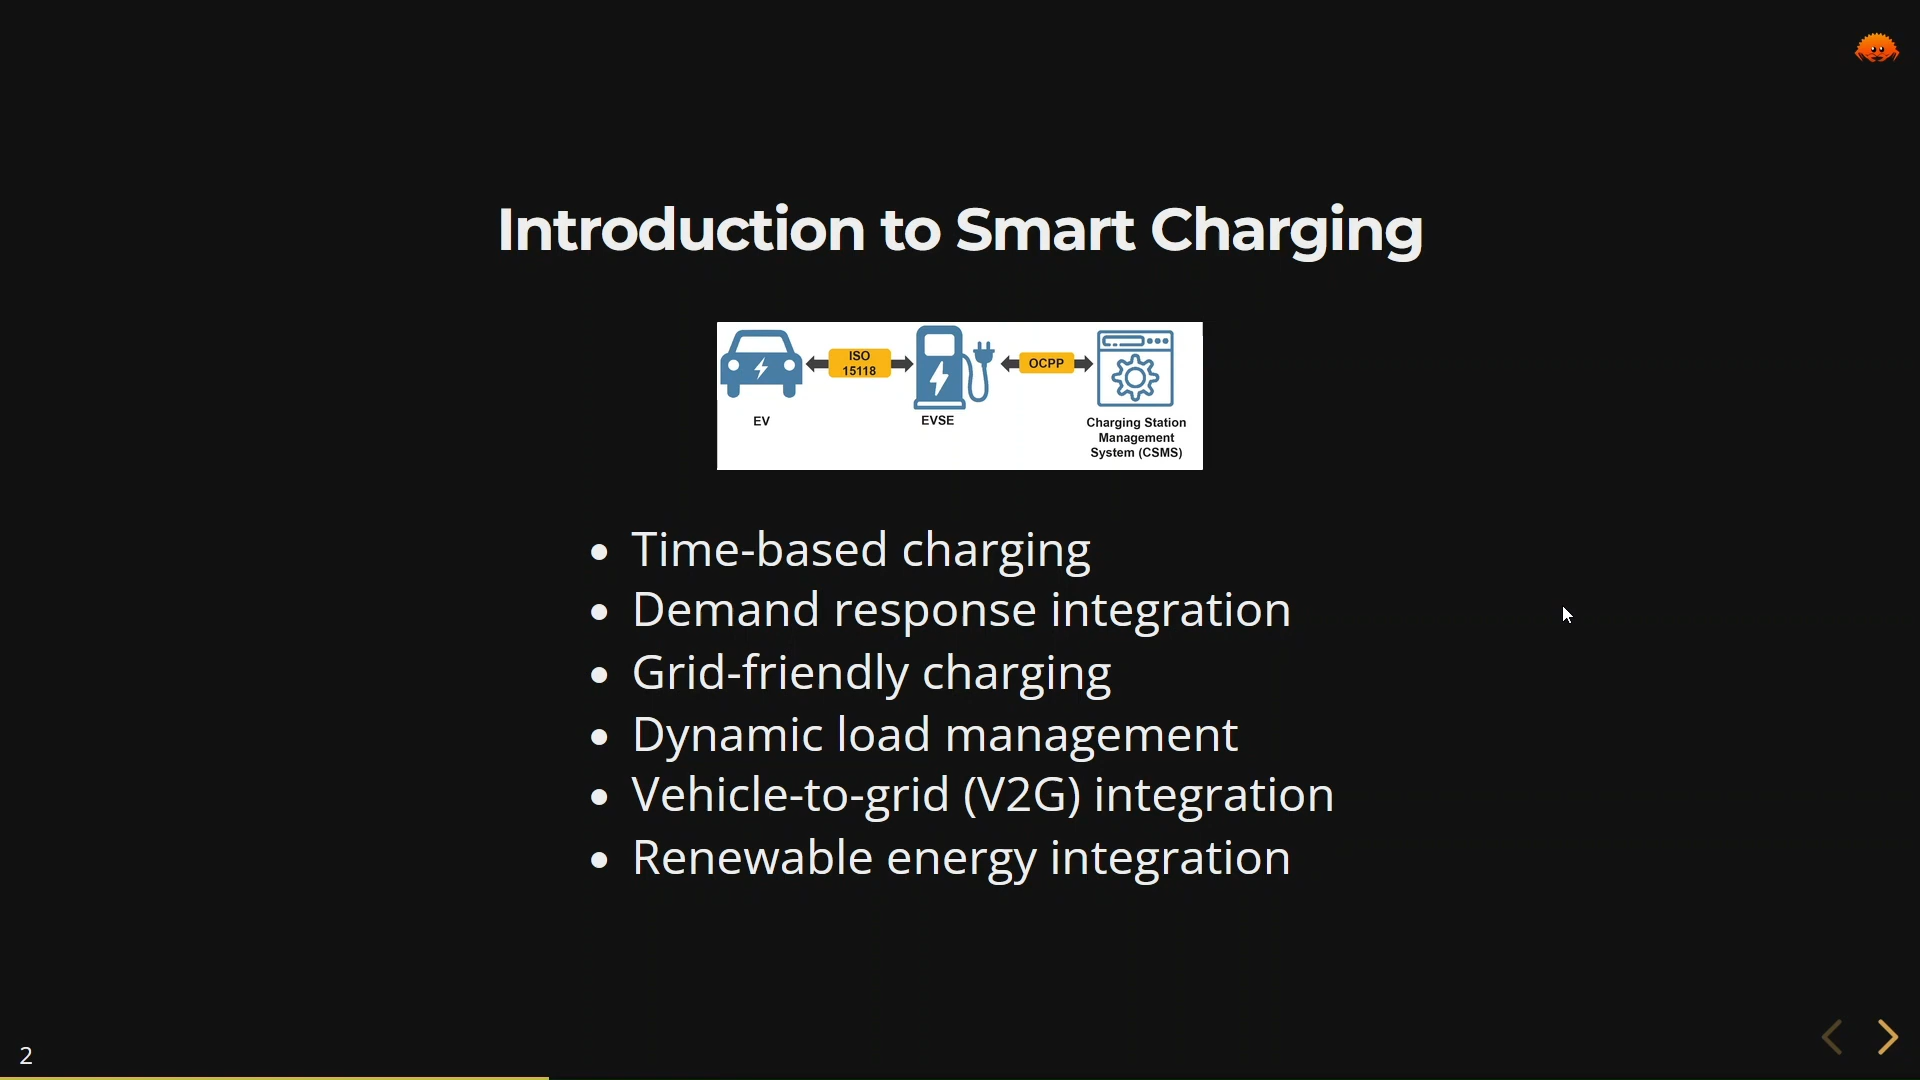 Introduction to Smart Charging
ISO
15118
OCPP
EV
EVSE
Charging Station
Management
System (CSMS)
Time-based charging
Demand response integration
Grid-friendly charging
Dynamic load management
Vehicle-to-grid (V2G) integration
Renewable energy integration
2